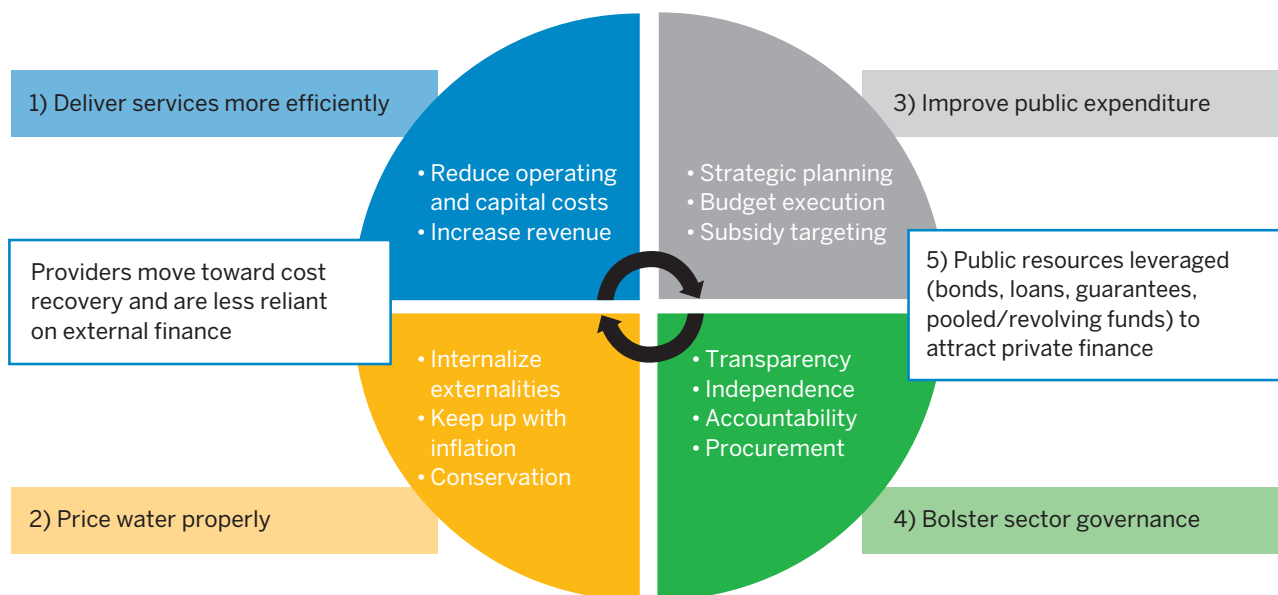 1) Deliver services more efficiently
• Reduce operating
and capital costs
• Increase revenue
3) Improve public expenditure
• Strategic planning
• Budget execution
• Subsidy targeting
Providers move toward cost
recovery and are less reliant
on external finance
5) Public resources leveraged
(bonds, loans, guarantees,
pooled/revolving funds) to
attract private finance
• Internalize
externalities
• Keep up with
inflation
• Conservation
2) Price water properly
• Transparency
• Independence
• Accountability
• Procurement
4) Bolster sector governance